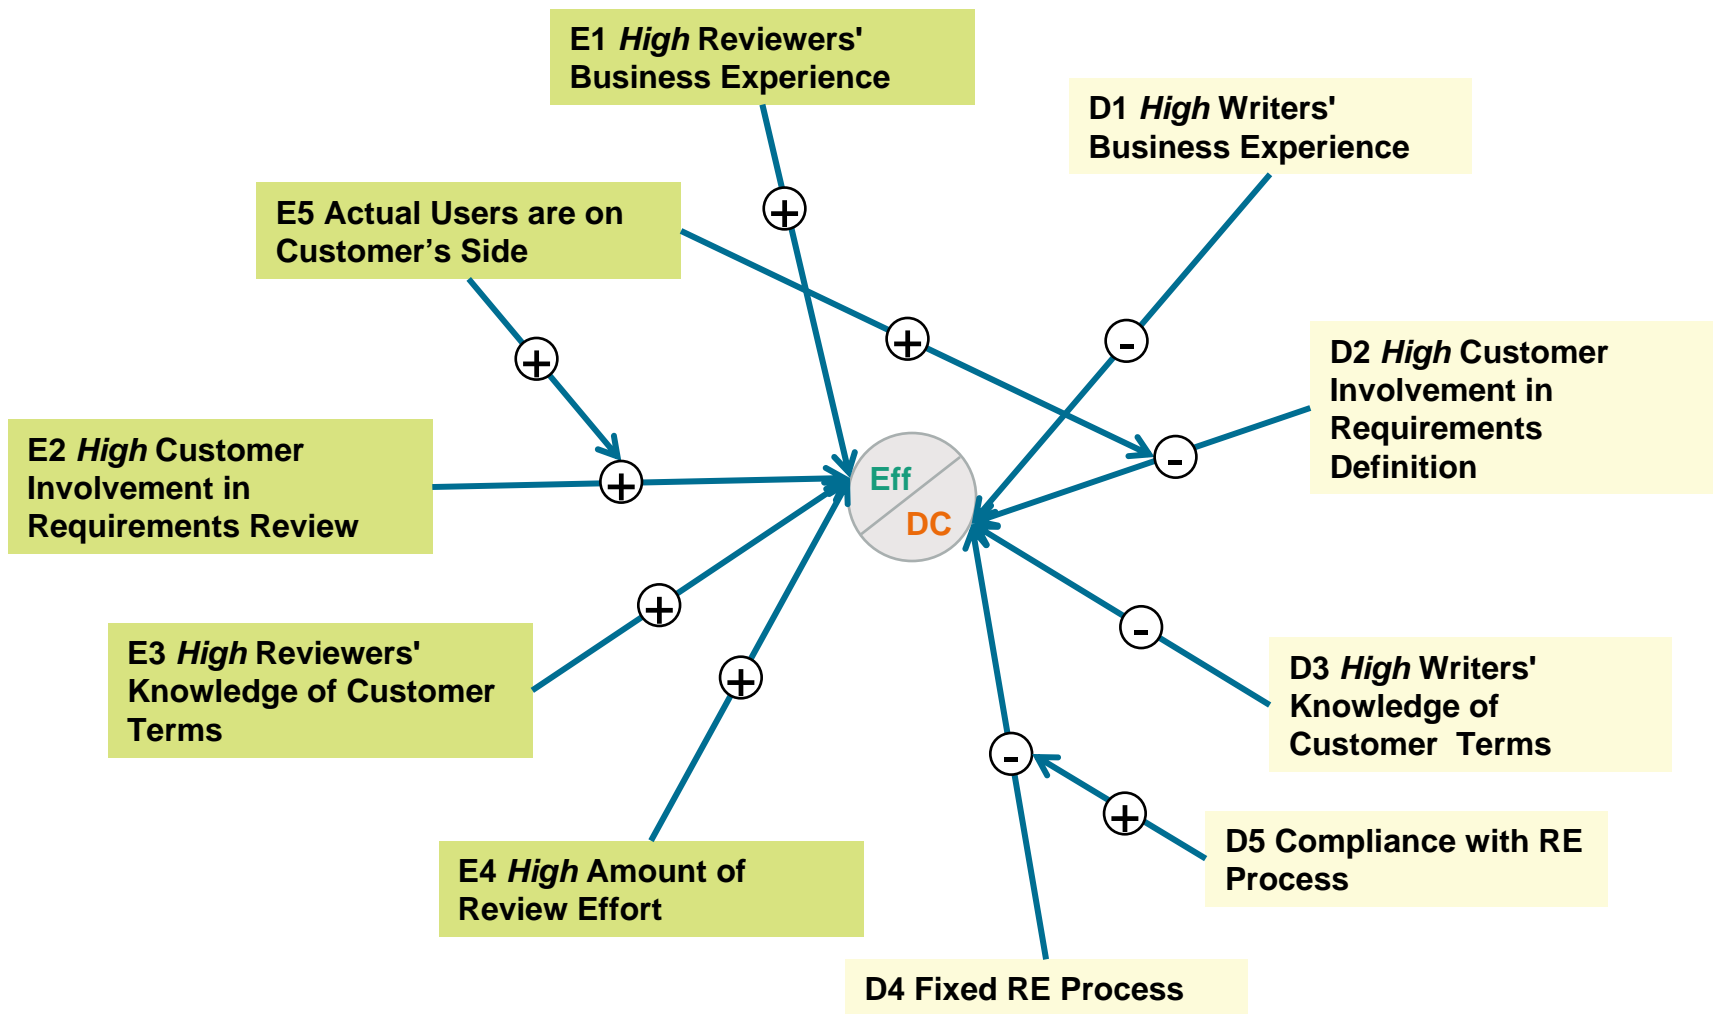 E1 High Reviewers'
Business Experience
D1 High Writers'
Business Experience
+
E5 Actual Users are on
Customer’s Side
+
-
+
D2 High Customer
Involvement in
Requirements
Definition
E2 High Customer
Involvement in
Requirements Review
+
-
Eff
DC
+
-
E3 High Reviewers'
Knowledge of Customer
Terms
+
D3 High Writers'
Knowledge of
Customer Terms
-
+
D5 Compliance with RE
Process
E4 High Amount of
Review Effort
D4 Fixed RE Process